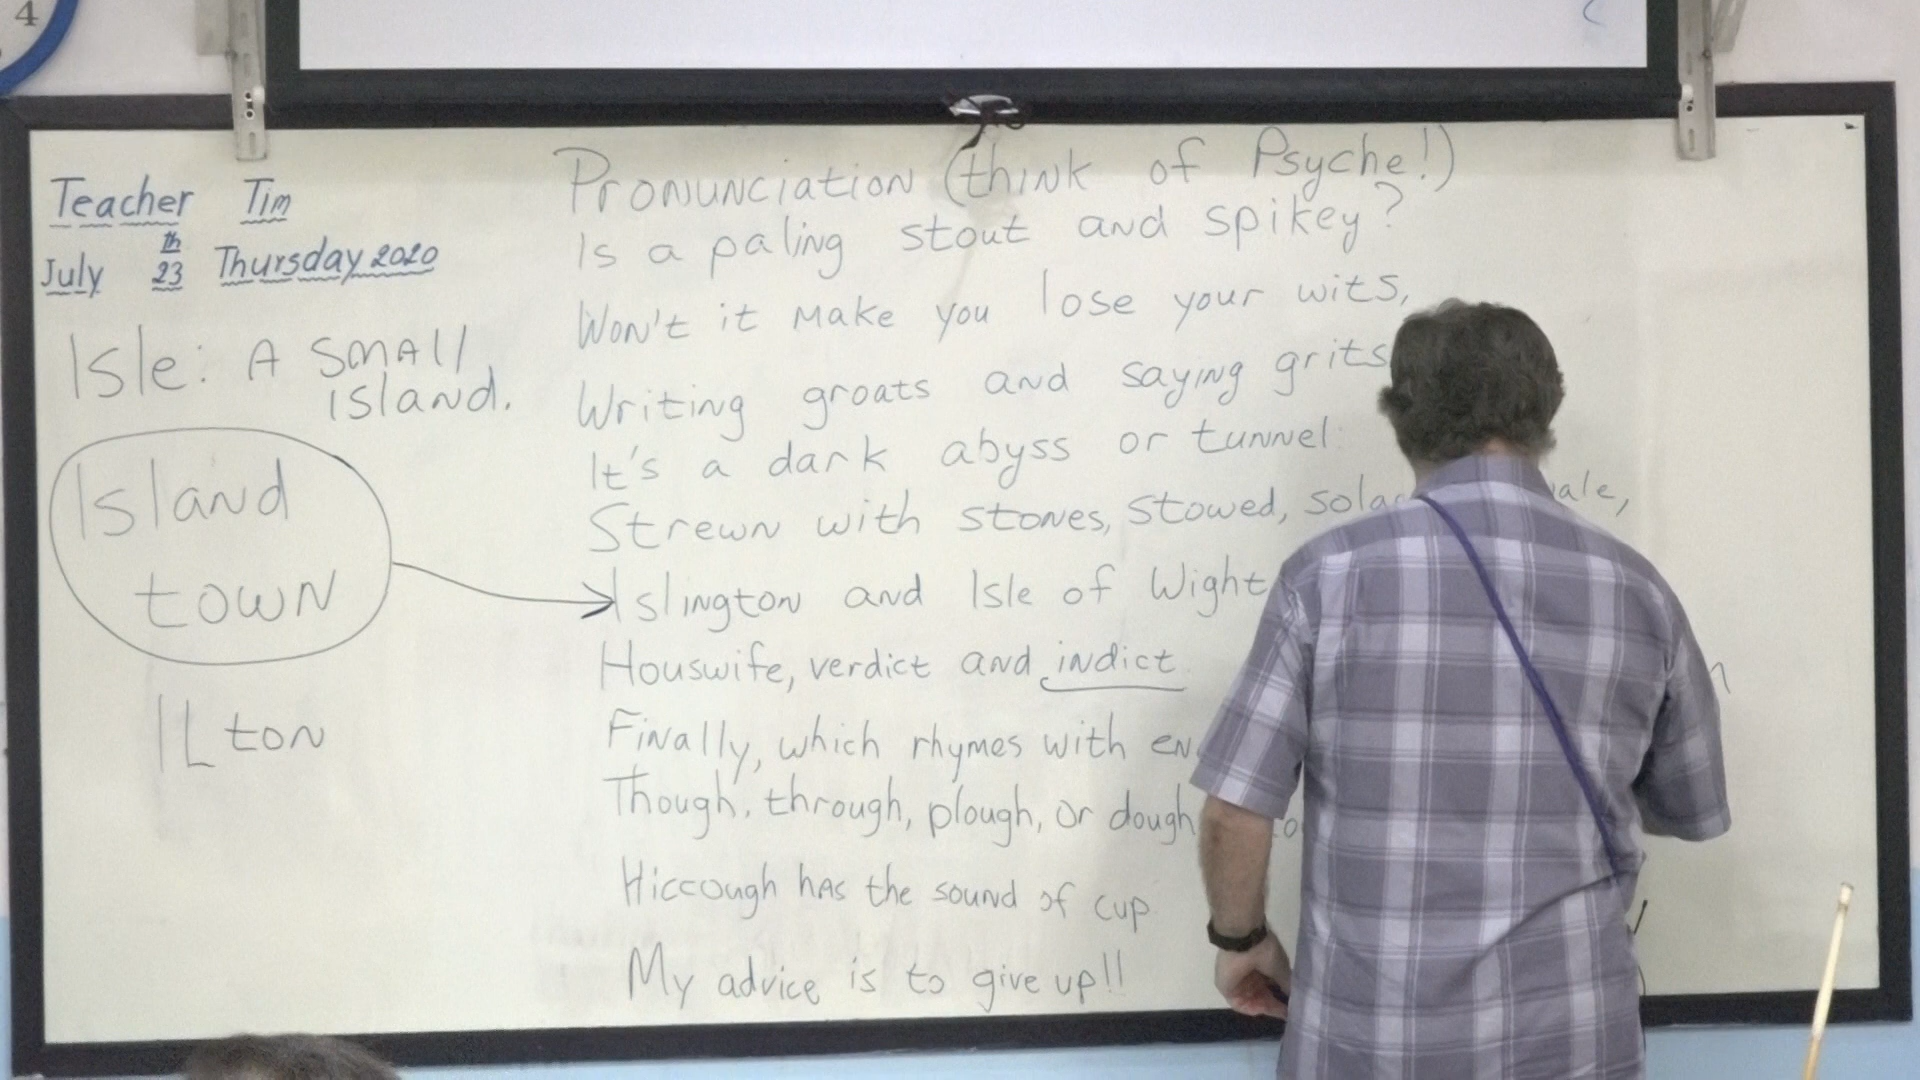 4
Teacher Tim
July 23th Thursday 2020
Isle: A small
island.
Island
town
ILton
Pronunciation (think of Psyche!)
Is a paling stout and spikey?
Won't it make you lose your wits,
Writing groats and saying grits
It's a dark abyss or tunnel:
Strewn with stones, stowed,
Islington and Isle of Wight
Houswife, verdict and indict
Finally, which rhymes with
Though, through, plough, or dough
Hiccough has the sound of cup
My advice is to give up!!